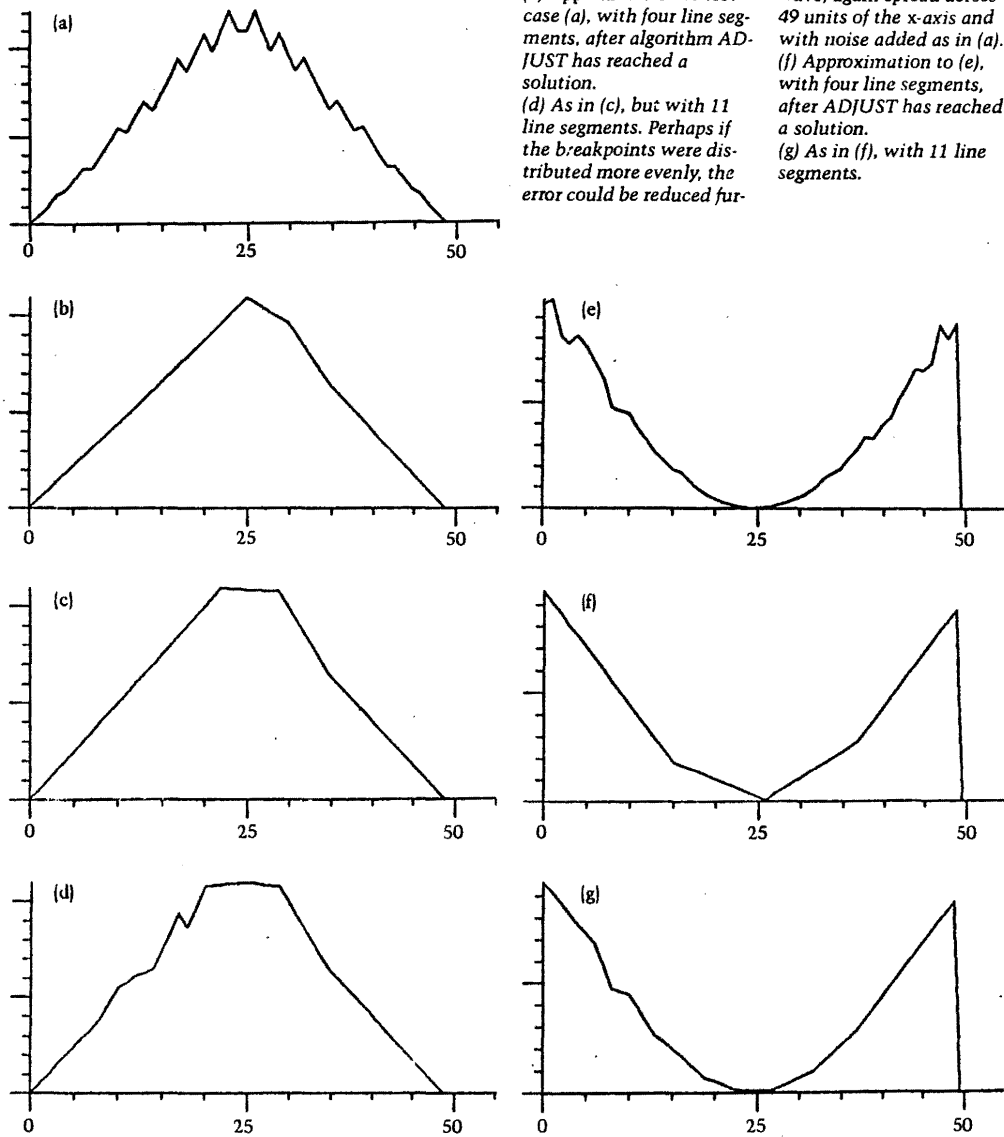 case (a), with four line seg-
ments, after algorithm AD-
JUST has reached a
solution.
(d) As in (c), but with 11
line segments. Perhaps if
the breakpoints were dis-
tributed more evenly, the
error could be reduced fur-
49 units of the x-axis and
with noise added as in (a).
(f) Approximation to (e),
with four line segments,
after ADJUST has reached
a solution.
(g) As in (f), with 11 line
segments.
(a)
0 25 50
(b)
0 25 50
(e)
0 25 50
(c)
0 25 50
(f)
0 25 50
(d)
0 25 50
(g)
0 25 50